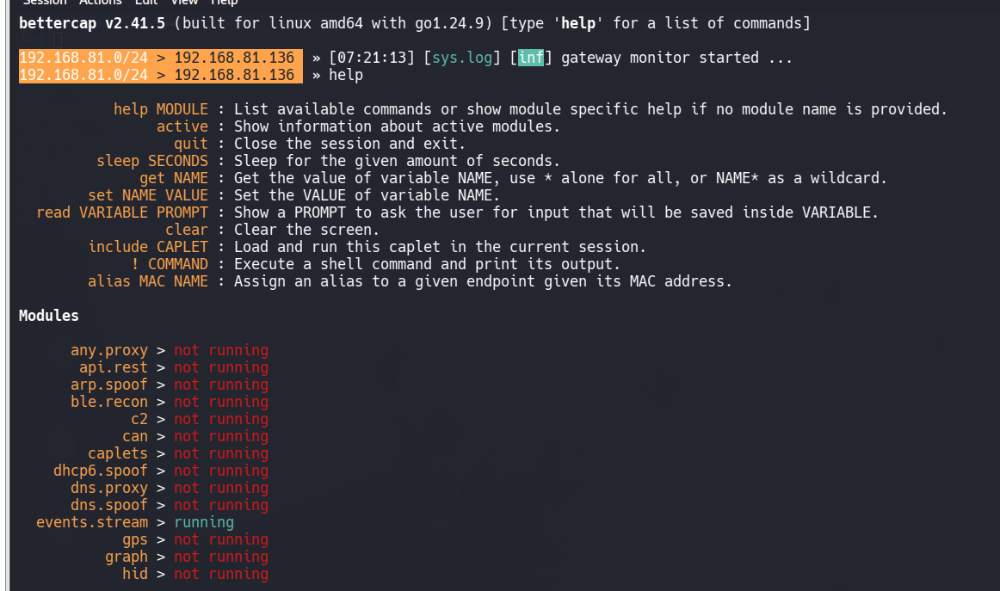 Session Actions Edit View Help
bettercap v2.41.5 (built for linux amd64 with go1.24.9) [type 'help' for a list of commands]
192.168.81.0/24 > 192.168.81.136 » [07:21:13] [sys.log] [inf] gateway monitor started ...
192.168.81.0/24 > 192.168.81.136 » help
help MODULE : List available commands or show module specific help if no module name is provided.
active : Show information about active modules.
quit : Close the session and exit.
sleep SECONDS : Sleep for the given amount of seconds.
get NAME : Get the value of variable NAME, use * alone for all, or NAME* as a wildcard.
set NAME VALUE : Set the VALUE of variable NAME.
read VARIABLE PROMPT : Show a PROMPT to ask the user for input that will be saved inside VARIABLE.
clear : Clear the screen.
include CAPLET : Load and run this caplet in the current session.
! COMMAND : Execute a shell command and print its output.
alias MAC NAME : Assign an alias to a given endpoint given its MAC address.
Modules
any.proxy > not running
api.rest > not running
arp.spoof > not running
ble.recon > not running
c2 > not running
can > not running
caplets > not running
dhcp6.spoof > not running
dns.proxy > not running
dns.spoof > not running
events.stream > running
gps > not running
graph > not running
hid > not running